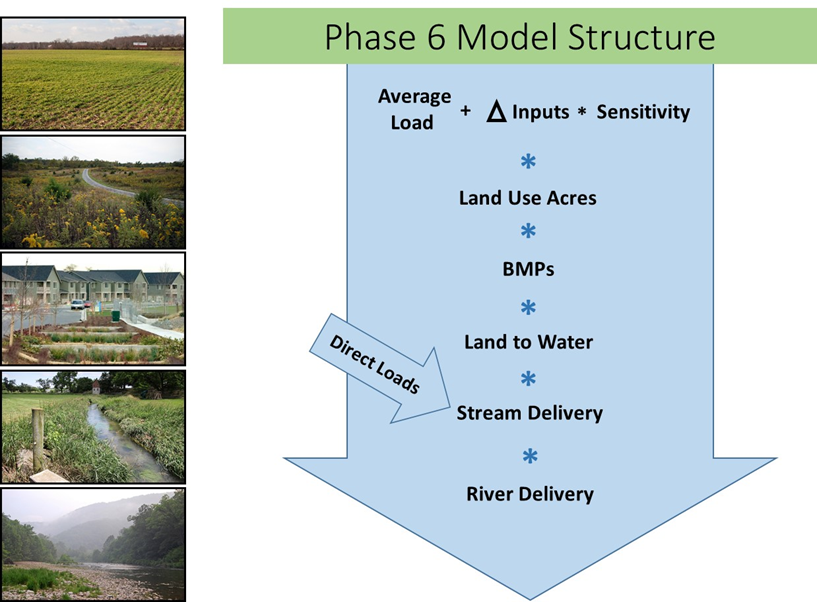 Phase 6 Model Structure
Average Load + Δ Inputs * Sensitivity
*
Land Use Acres
*
BMPs
*
Land to Water
*
Direct Loads
Stream Delivery
*
River Delivery